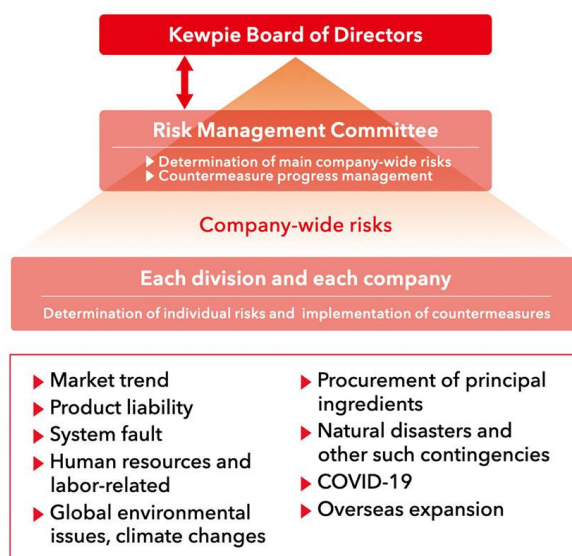 Kewpie Board of Directors
Risk Management Committee
▶ Determination of main company-wide risks
▶ Countermeasure progress management
Company-wide risks
Each division and each company
Determination of individual risks and implementation of countermeasures
▶ Market trend
▶ Product liability
▶ System fault
▶ Human resources and
labor-related
▶ Global environmental
issues, climate changes
▶ Procurement of principal
ingredients
▶ Natural disasters and
other such contingencies
▶ COVID-19
▶ Overseas expansion